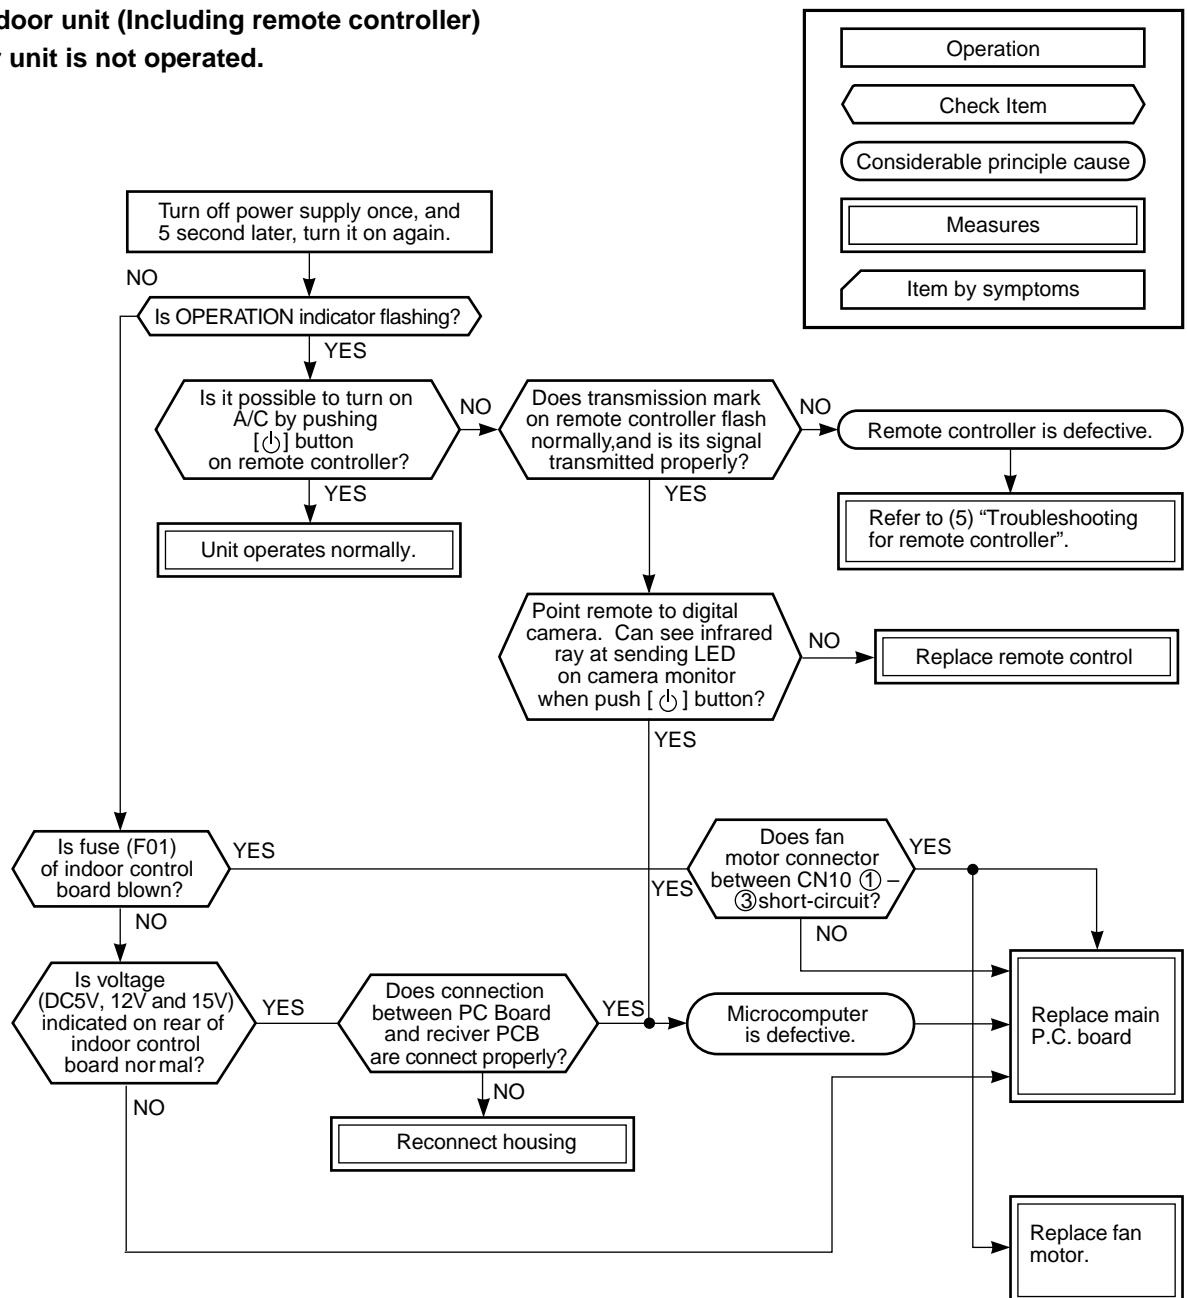 door unit (Including remote controller)
unit is not operated.
Operation
Check Item
Considerable principle cause
Measures
Item by symptoms
Turn off power supply once, and
5 second later, turn it on again.
NO
Is OPERATION indicator flashing?
YES
Is it possible to turn on
A/C by pushing
[⏻] button
on remote controller?
NO
Does transmission mark
on remote controller flash
normally,and is its signal
transmitted properly?
NO
Remote controller is defective.
YES
YES
Unit operates normally.
Refer to (5) “Troubleshooting
for remote controller”.
Point remote to digital
camera. Can see infrared
ray at sending LED
on camera monitor
when push [ ⏻ ] button?
NO
Replace remote control
YES
Is fuse (F01)
of indoor control
board blown?
YES
Does fan
motor connector
between CN10 ① –
③short-circuit?
YES
YES
NO
NO
Is voltage
(DC5V, 12V and 15V)
indicated on rear of
indoor control
board normal?
YES
Does connection
between PC Board
and reciver PCB
are connect properly?
YES
Microcomputer
is defective.
Replace main
P.C. board
NO
NO
Reconnect housing
Replace fan
motor.